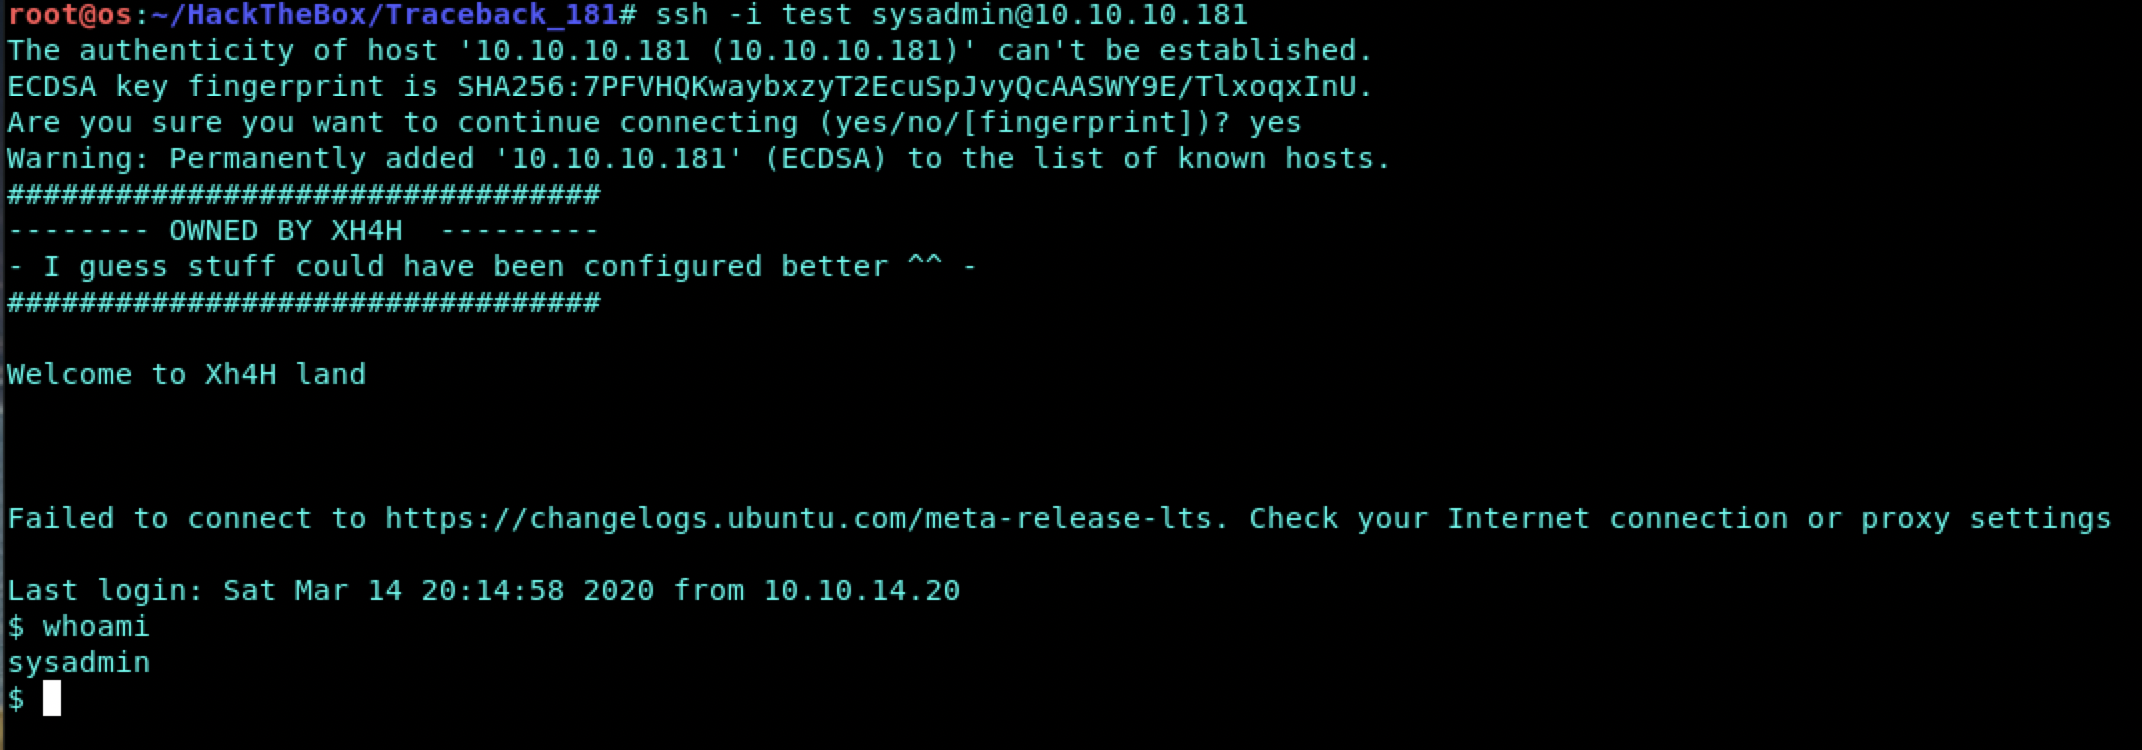 root@os:~/HackTheBox/Traceback_181# ssh -i test sysadmin@10.10.10.181
The authenticity of host '10.10.10.181 (10.10.10.181)' can't be established.
ECDSA key fingerprint is SHA256:7PFVHQKwaybxzyT2EcuSpJvyQcAASWY9E/TlxoqxInU.
Are you sure you want to continue connecting (yes/no/[fingerprint])? yes
Warning: Permanently added '10.10.10.181' (ECDSA) to the list of known hosts.
#################################
-------- OWNED BY XH4H  ---------
- I guess stuff could have been configured better ^^ -
#################################
Welcome to Xh4H land
Failed to connect to https://changelogs.ubuntu.com/meta-release-lts. Check your Internet connection or proxy settings
Last login: Sat Mar 14 20:14:58 2020 from 10.10.14.20
$ whoami
sysadmin
$